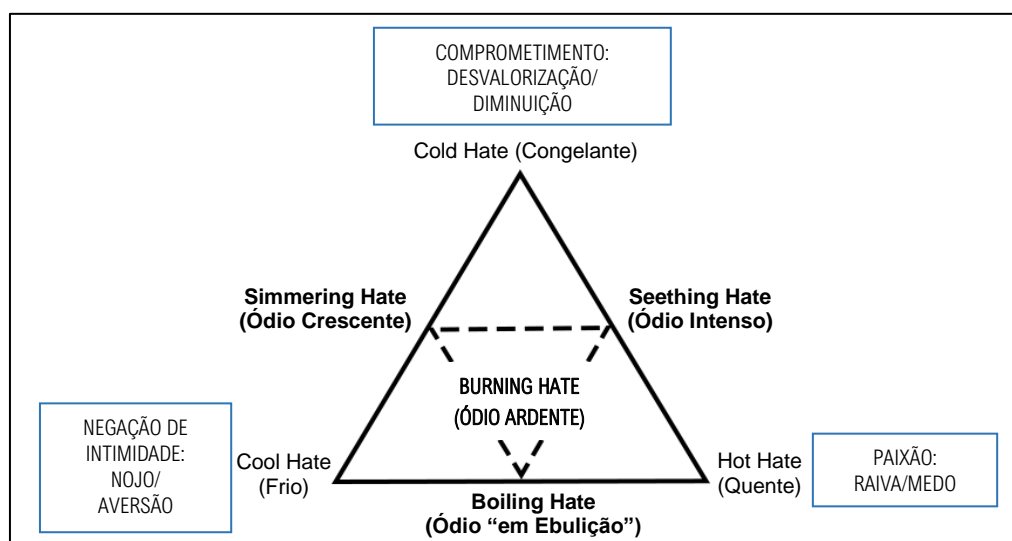 COMPROMETIMENTO:
DESVALORIZAÇÃO/
DIMINUIÇÃO
Cold Hate (Congelante)
Simmering Hate
(Ódio Crescente)
Seething Hate
(Ódio Intenso)
BURNING HATE
(ÓDIO ARDENTE)
NEGAÇÃO DE
INTIMIDADE:
NOJO/
AVERSÃO
Cool Hate
(Frio)
Hot Hate
(Quente)
PAIXÃO:
RAIVA/MEDO
Boiling Hate
(Ódio “em Ebulição”)